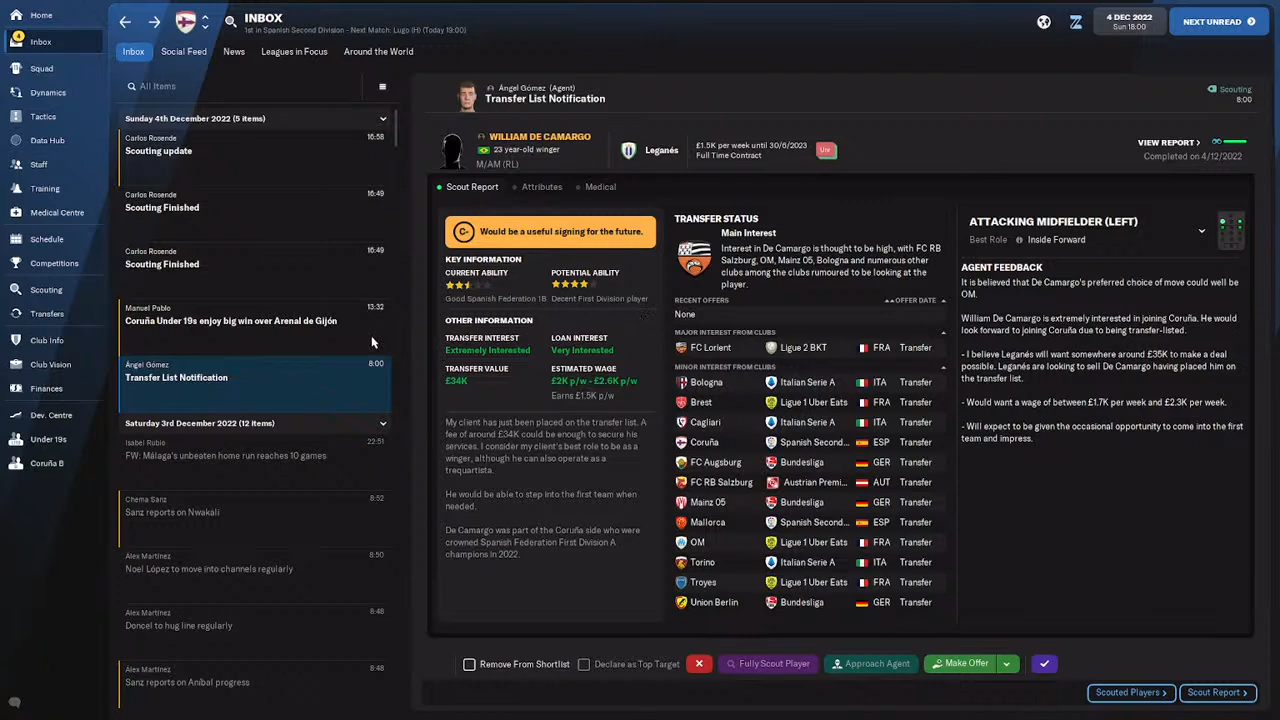 Home
INBOX
1st in Spanish Second Division - Next Match: Lugo (H) (Today 19:00)
4 DEC 2022
Sun 18:00
NEXT UNREAD
4
Inbox
Squad
Dynamics
Tactics
Data Hub
Staff
Training
Medical Centre
Schedule
Competitions
Scouting
Transfers
Club Info
Club Vision
Finances
Dev. Centre
Under 19s
Coruña B
Inbox
Social Feed
News
Leagues in Focus
Around the World
All Items
Sunday 4th December 2022 (5 items)
Carlos Rosende 16:58
Scouting update
Carlos Rosende 16:49
Scouting Finished
Carlos Rosende 16:49
Scouting Finished
Manuel Pablo 13:32
Coruña Under 19s enjoy big win over Arenal de Gijón
Ángel Gómez 8:00
Transfer List Notification
Saturday 3rd December 2022 (12 items)
Isabel Rubio 22:51
FW: Málaga's unbeaten home run reaches 10 games
Chema Sanz 8:52
Sanz reports on Nwakali
Alex Martínez 8:50
Noel López to move into channels regularly
Alex Martínez 8:48
Doncel to hug line regularly
Alex Martínez 8:48
Sanz reports on Aníbal progress
Ángel Gómez (Agent)
Transfer List Notification
Scouting
8:00
WILLIAM DE CAMARGO
23 year-old winger
M/AM (RL)
Leganés
£1.5K per week until 30/6/2023
Full Time Contract
Unv
VIEW REPORT >
Completed on 4/12/2022
Scout Report
Attributes
Medical
C- Would be a useful signing for the future.
KEY INFORMATION
CURRENT ABILITY POTENTIAL ABILITY
Good Spanish Federation 1B Decent First Division player
OTHER INFORMATION
TRANSFER INTEREST LOAN INTEREST
Extremely Interested Very Interested
TRANSFER VALUE ESTIMATED WAGE
£34K £2K p/w - £2.6K p/w
Earns £1.5K p/w
My client has just been placed on the transfer list. A
fee of around £34K could be enough to secure his
services. I consider my client's best role to be as a
winger, although he can also operate as a
trequartista.
He would be able to step into the first team when
needed.
De Camargo was part of the Coruña side who were
crowned Spanish Federation First Division A
champions in 2022.
TRANSFER STATUS
Main Interest
Interest in De Camargo is thought to be high, with FC RB
Salzburg, OM, Mainz 05, Bologna and numerous other
clubs among the clubs rumoured to be looking at the
player.
RECENT OFFERS OFFER DATE
None
MAJOR INTEREST FROM CLUBS
FC Lorient Ligue 2 BKT FRA Transfer
MINOR INTEREST FROM CLUBS
Bologna Italian Serie A ITA Transfer
Brest Ligue 1 Uber Eats FRA Transfer
Cagliari Italian Serie A ITA Transfer
Coruña Spanish Second... ESP Transfer
FC Augsburg Bundesliga GER Transfer
FC RB Salzburg Austrian Premi... AUT Transfer
Mainz 05 Bundesliga GER Transfer
Mallorca Spanish Second... ESP Transfer
OM Ligue 1 Uber Eats FRA Transfer
Torino Italian Serie A ITA Transfer
Troyes Ligue 1 Uber Eats FRA Transfer
Union Berlin Bundesliga GER Transfer
ATTACKING MIDFIELDER (LEFT)
Best Role Inside Forward
AGENT FEEDBACK
It is believed that De Camargo's preferred choice of move could well be
OM.
William De Camargo is extremely interested in joining Coruña. He would
look forward to joining Coruña due to being transfer-listed.
- I believe Leganés will want somewhere around £35K to make a deal
possible. Leganés are looking to sell De Camargo having placed him on
the transfer list.
- Would want a wage of between £1.7K per week and £2.3K per week.
- Will expect to be given the occasional opportunity to come into the first
team and impress.
Remove From Shortlist
Declare as Top Target
Fully Scout Player
Approach Agent
Make Offer
Scouted Players >
Scout Report >